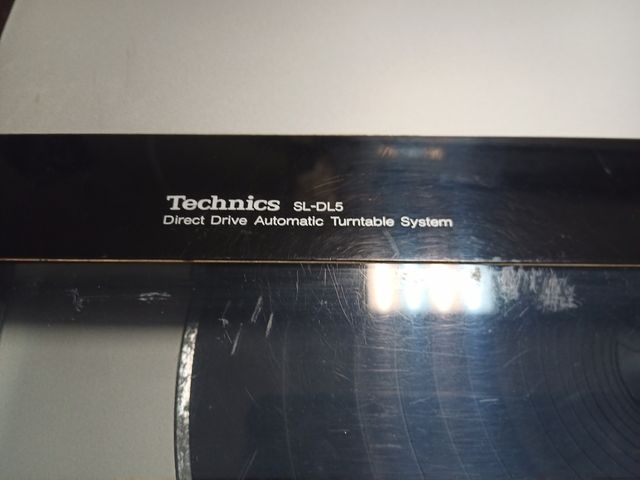 Technics SL-DL5
Direct Drive Automatic Turntable System